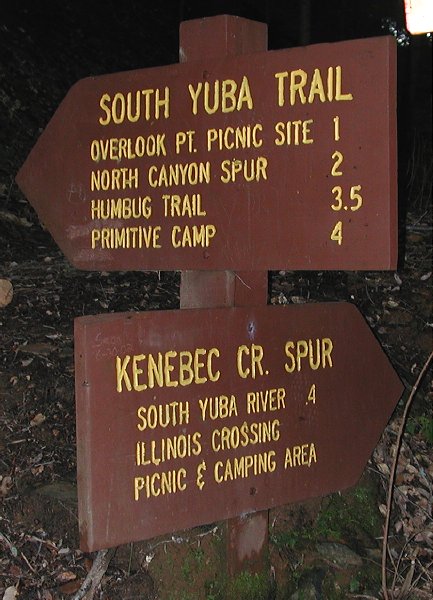 SOUTH YUBA TRAIL
OVERLOOK PT. PICNIC SITE 1
NORTH CANYON SPUR 2
HUMBUG TRAIL 3.5
PRIMITIVE CAMP 4
KENEBEC CR. SPUR
SOUTH YUBA RIVER .4
ILLINOIS CROSSING
PICNIC & CAMPING AREA